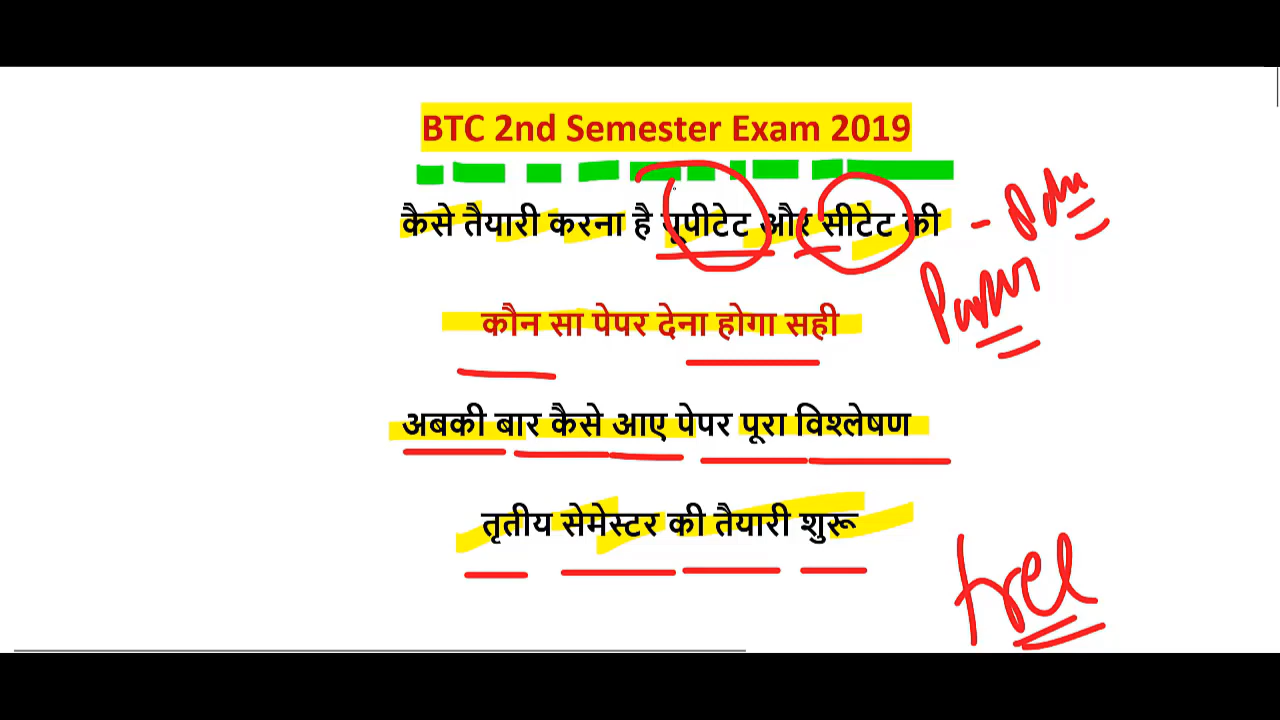 BTC 2nd Semester Exam 2019
कैसे तैयारी करना है यूपीटेट और सीटेट की
कौन सा पेपर देना होगा सही
अबकी बार कैसे आए पेपर पूरा विश्लेषण
तृतीय सेमेस्टर की तैयारी शुरू
free